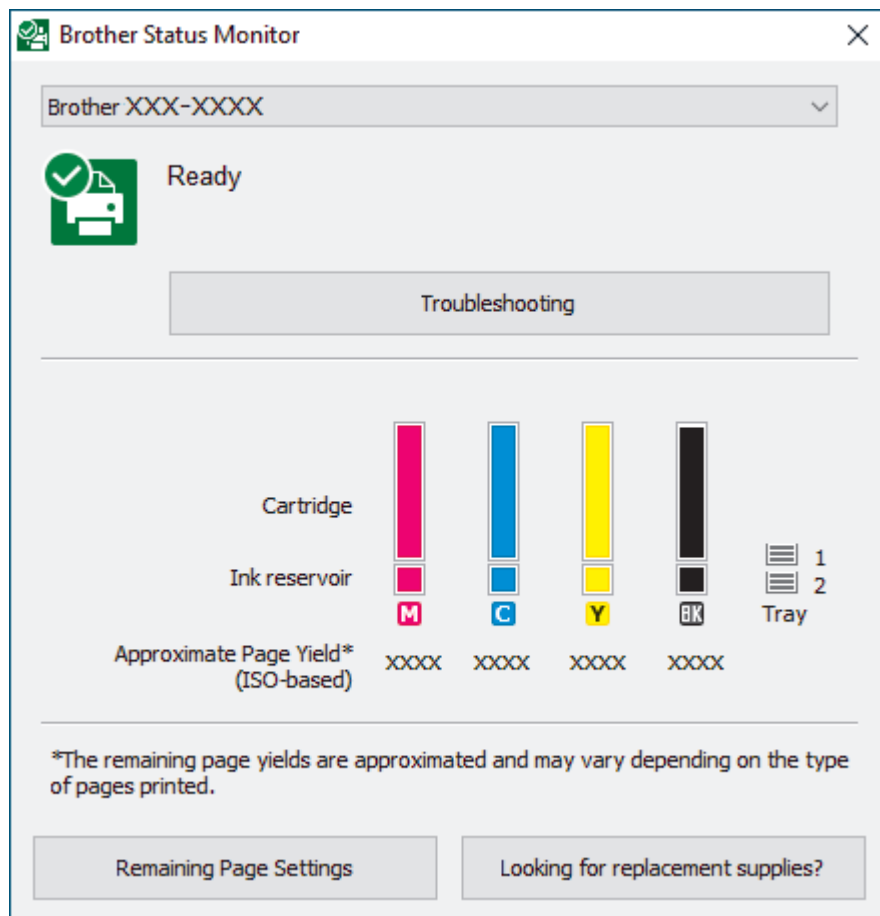 Brother Status Monitor
Brother XXX-XXXX
Ready
Troubleshooting
Cartridge
Ink reservoir
1
2
M C Y BK Tray
Approximate Page Yield* XXXX XXXX XXXX XXXX
(ISO-based)
*The remaining page yields are approximated and may vary depending on the type
of pages printed.
Remaining Page Settings Looking for replacement supplies?